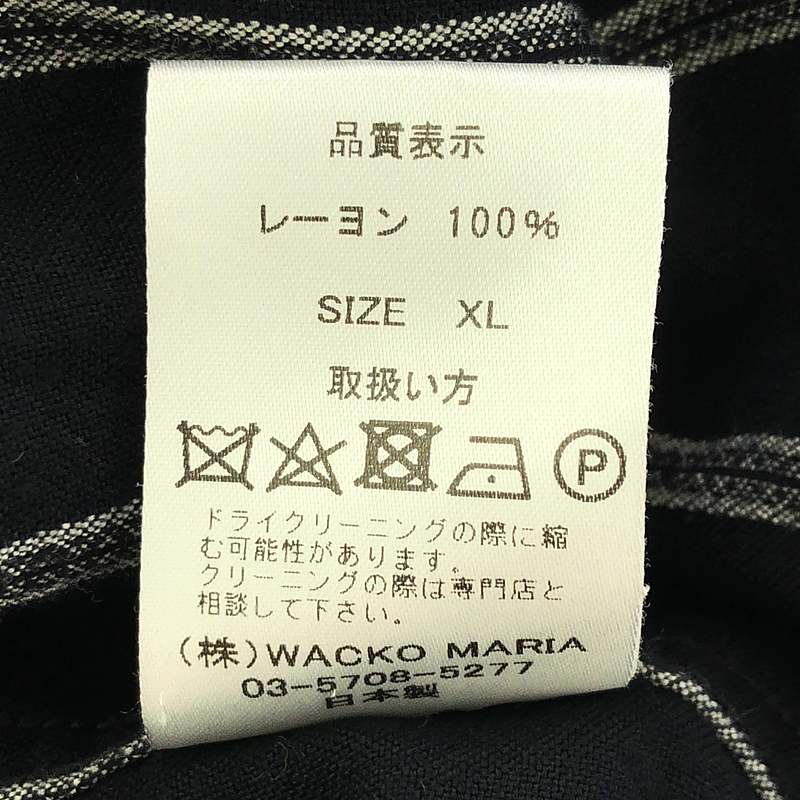 品質表示
レーヨン 100%
SIZE XL
取扱い方
P
ドライクリーニングの際に縮
む可能性があります。
クリーニングの際は専門店と
相談して下さい。
(株)WACKO MARIA
03-5708-5277
日本製